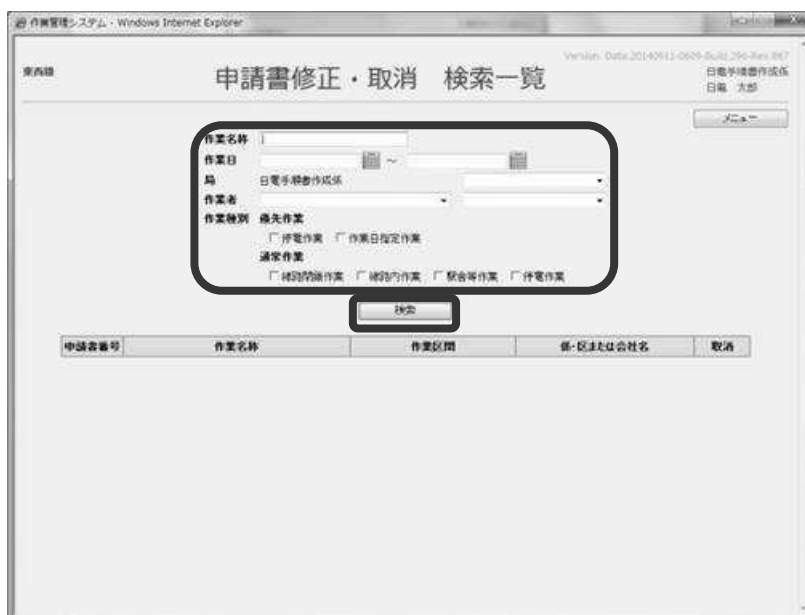 作業管理システム - Windows Internet Explorer
東西線
申請書修正・取消 検索一覧
日電手順書作成係
日電 太郎
メニュー
作業名称
作業日 ～
局 日電手順書作成係
作業者
作業種別 優先作業
停電作業 作業日指定作業
通常作業
線路閉鎖作業 線路内作業 駅舎等作業 停電作業
検索
申請書番号 作業名称 作業区間 係・区または会社名 取消